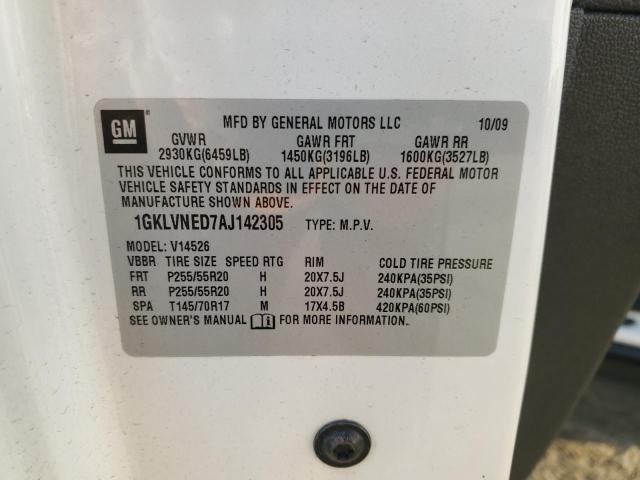 GM
MFD BY GENERAL MOTORS LLC 10/09
GVWR GAWR FRT GAWR RR
2930KG(6459LB) 1450KG(3196LB) 1600KG(3527LB)
THIS VEHICLE CONFORMS TO ALL APPLICABLE U.S. FEDERAL MOTOR
VEHICLE SAFETY STANDARDS IN EFFECT ON THE DATE OF
MANUFACTURE SHOWN ABOVE.
1GKLVNED7AJ142305 TYPE: M.P.V.
MODEL: V14526
VBBR TIRE SIZE SPEED RTG RIM COLD TIRE PRESSURE
FRT P255/55R20 H 20X7.5J 240KPA(35PSI)
RR P255/55R20 H 20X7.5J 240KPA(35PSI)
SPA T145/70R17 M 17X4.5B 420KPA(60PSI)
SEE OWNER'S MANUAL FOR MORE INFORMATION.